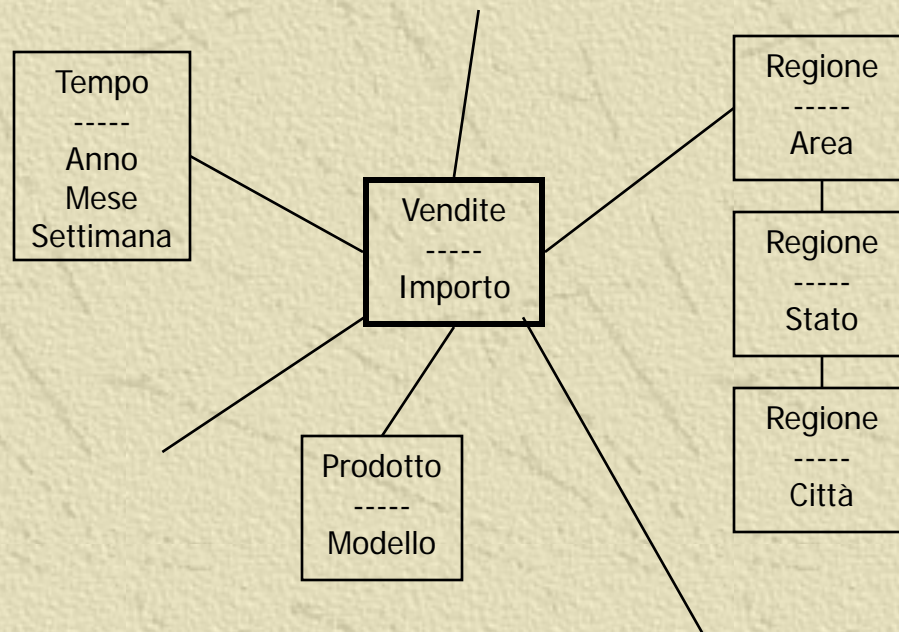 Tempo
-----
Anno
Mese
Settimana
Vendite
-----
Importo
Prodotto
-----
Modello
Regione
-----
Area
Regione
-----
Stato
Regione
-----
Città